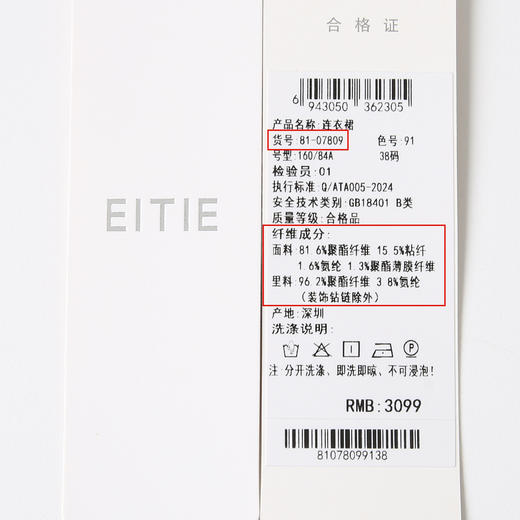 EITIE
合格证
6 943050 362305
产品名称:连衣裙
货号:81-07809 色号:91
号型:160/84A 38码
检验员:01
执行标准:Q/ATA005-2024
安全技术类别:GB18401 B类
质量等级:合格品
纤维成分:
面料:81.6%聚酯纤维 15.5%粘纤
1.6%氨纶 1.3%聚酯薄膜纤维
里料:96.2%聚酯纤维 3.8%氨纶
(装饰钻链除外)
产地:深圳
洗涤说明:
P
注:分开洗涤、即洗即晾、不可浸泡!
RMB:3099
81078099138